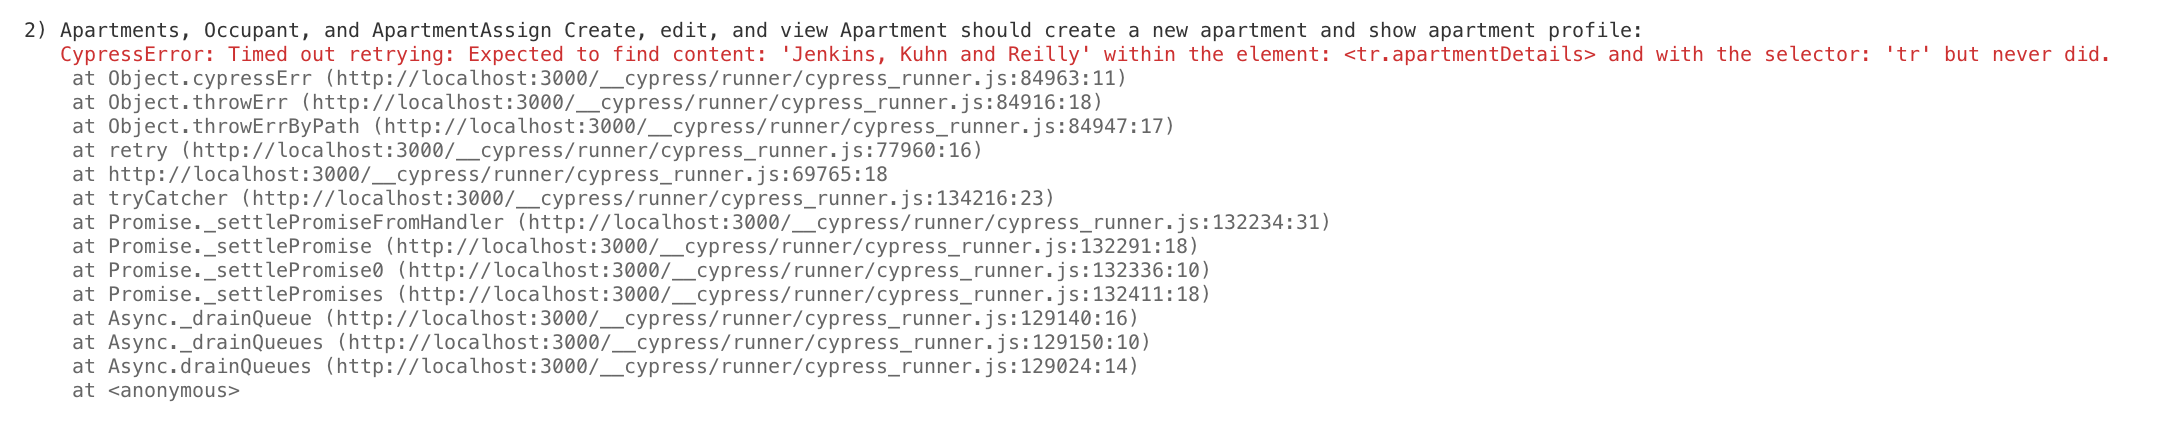 2) Apartments, Occupant, and ApartmentAssign Create, edit, and view Apartment should create a new apartment and show apartment profile:
CypressError: Timed out retrying: Expected to find content: 'Jenkins, Kuhn and Reilly' within the element: <tr.apartmentDetails> and with the selector: 'tr' but never did.
at Object.cypressErr (http://localhost:3000/__cypress/runner/cypress_runner.js:84963:11)
at Object.throwErr (http://localhost:3000/__cypress/runner/cypress_runner.js:84916:18)
at Object.throwErrByPath (http://localhost:3000/__cypress/runner/cypress_runner.js:84947:17)
at retry (http://localhost:3000/__cypress/runner/cypress_runner.js:77960:16)
at http://localhost:3000/__cypress/runner/cypress_runner.js:69765:18
at tryCatcher (http://localhost:3000/__cypress/runner/cypress_runner.js:134216:23)
at Promise._settlePromiseFromHandler (http://localhost:3000/__cypress/runner/cypress_runner.js:132234:31)
at Promise._settlePromise (http://localhost:3000/__cypress/runner/cypress_runner.js:132291:18)
at Promise._settlePromise0 (http://localhost:3000/__cypress/runner/cypress_runner.js:132336:10)
at Promise._settlePromises (http://localhost:3000/__cypress/runner/cypress_runner.js:132411:18)
at Async._drainQueue (http://localhost:3000/__cypress/runner/cypress_runner.js:129140:16)
at Async._drainQueues (http://localhost:3000/__cypress/runner/cypress_runner.js:129150:10)
at Async.drainQueues (http://localhost:3000/__cypress/runner/cypress_runner.js:129024:14)
at <anonymous>